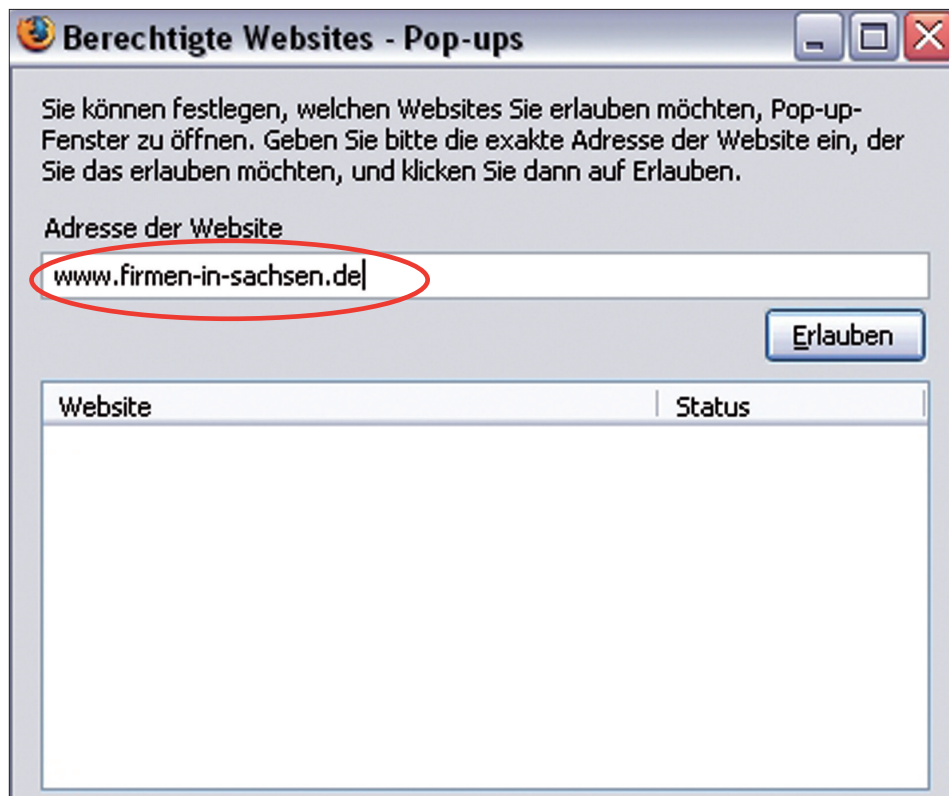 Berechtigte Websites - Pop-ups
Sie können festlegen, welchen Websites Sie erlauben möchten, Pop-up-
Fenster zu öffnen. Geben Sie bitte die exakte Adresse der Website ein, der
Sie das erlauben möchten, und klicken Sie dann auf Erlauben.
Adresse der Website
www.firmen-in-sachsen.de
Erlauben
Website Status